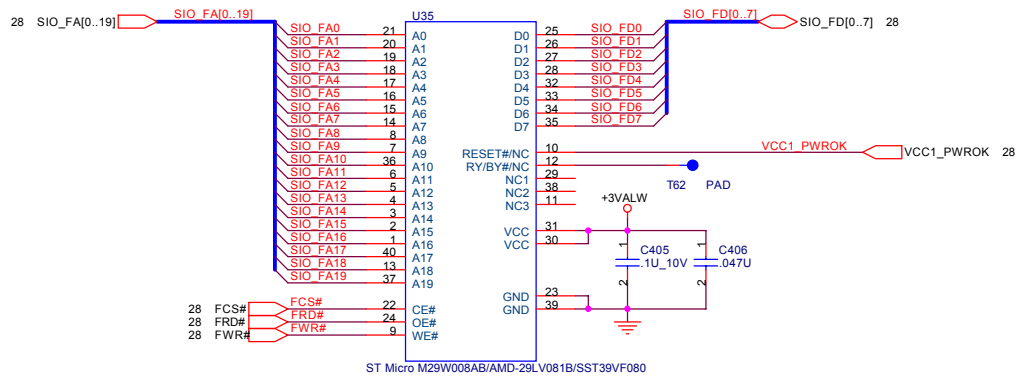 28 SIO_FA[0..19] SIO_FA[0..19] U35 SIO_FD[0..7] SIO_FD[0..7] 28
SIO_FA0 21 A0 D0 25 SIO_FD0
SIO_FA1 20 A1 D1 26 SIO_FD1
SIO_FA2 19 A2 D2 27 SIO_FD2
SIO_FA3 18 A3 D3 28 SIO_FD3
SIO_FA4 17 A4 D4 32 SIO_FD4
SIO_FA5 16 A5 D5 33 SIO_FD5
SIO_FA6 15 A6 D6 34 SIO_FD6
SIO_FA7 14 A7 D7 35 SIO_FD7
SIO_FA8 8 A8
SIO_FA9 7 A9 RESET#/NC 10 VCC1_PWROK VCC1_PWROK 28
SIO_FA10 36 A10 RY/BY#/NC 12
SIO_FA11 6 A11 NC1 29 T62 PAD
SIO_FA12 5 A12 NC2 38
SIO_FA13 4 A13 NC3 11 +3VALW
SIO_FA14 3 A14
SIO_FA15 2 A15 VCC 31
SIO_FA16 1 A16 VCC 30 1 C405 1 C406
SIO_FA17 40 A17 .1U_10V .047U
SIO_FA18 13 A18 2 2
SIO_FA19 37 A19
GND 23
28 FCS# FCS# 22 CE# GND 39
28 FRD# FRD# 24 OE#
28 FWR# FWR# 9 WE#
ST Micro M29W008AB/AMD-29LV081B/SST39VF080